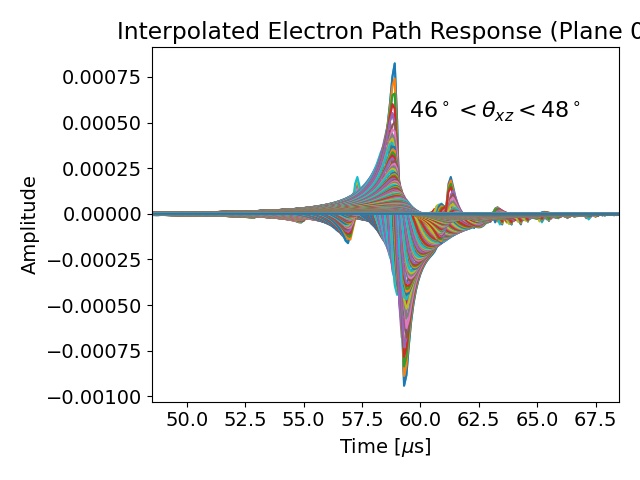 Interpolated Electron Path Response (Plane 0
46° < θxz < 48°
0.00075
0.00050
0.00025
0.00000
−0.00025
−0.00050
−0.00075
−0.00100
Amplitude
50.0 52.5 55.0 57.5 60.0 62.5 65.0 67.5
Time [μs]